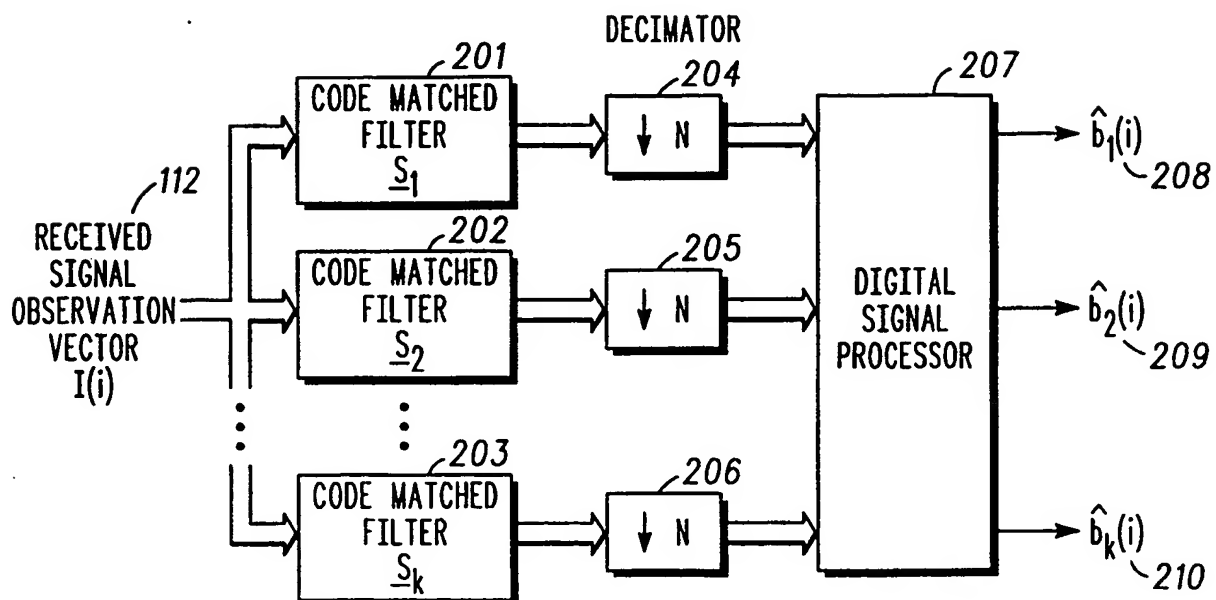 DECIMATOR
201
CODE MATCHED
FILTER
S1
204
↓ N
207
b̂1(i)
208
112
RECEIVED
SIGNAL
OBSERVATION
VECTOR
I(i)
202
CODE MATCHED
FILTER
S2
205
↓ N
DIGITAL
SIGNAL
PROCESSOR
b̂2(i)
209
203
CODE MATCHED
FILTER
Sk
206
↓ N
b̂k(i)
210